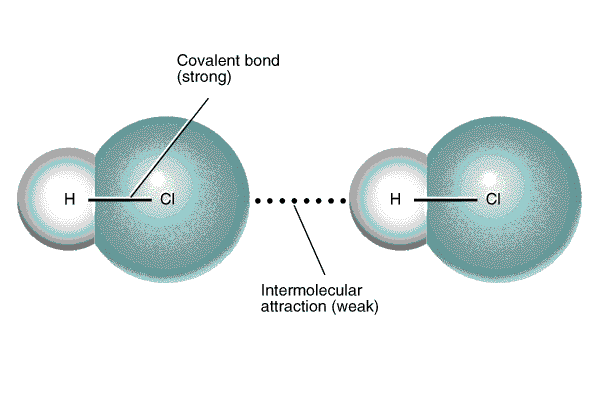 Covalent bond
(strong)
H Cl H Cl
Intermolecular
attraction (weak)